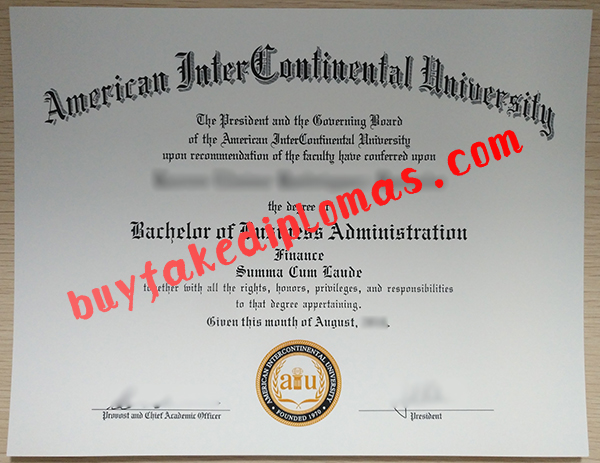 American InterContinental University
The President and the Governing Board
of the American InterContinental University
upon recommendation of the faculty have conferred upon
the degree of
Bachelor of Business Administration
Finance
Summa Cum Laude
together with all the rights, honors, privileges, and responsibilities
to that degree appertaining.
Given this month of August,
buyfakediplomas.com
AMERICAN INTERCONTINENTAL UNIVERSITY
aiu
FOUNDED 1970
Provost and Chief Academic Officer
President